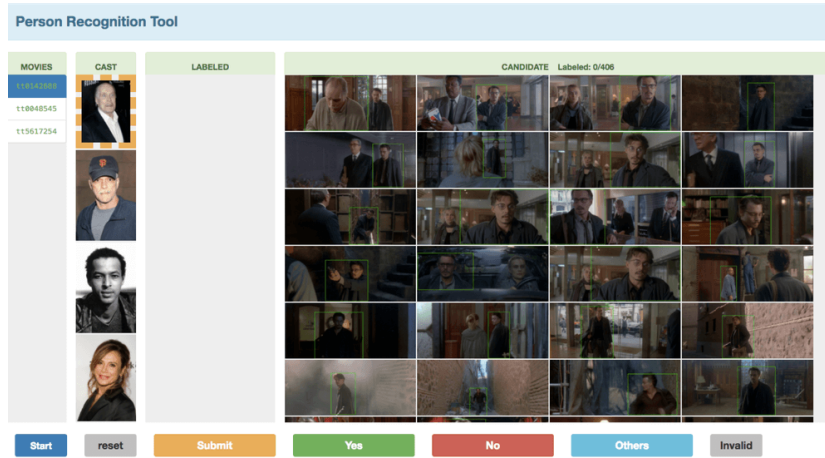 Person Recognition Tool
MOVIES
CAST
LABELED
CANDIDATE Labeled: 0/406
tt0142888
tt0048545
tt5617254
Start
reset
Submit
Yes
No
Others
Invalid